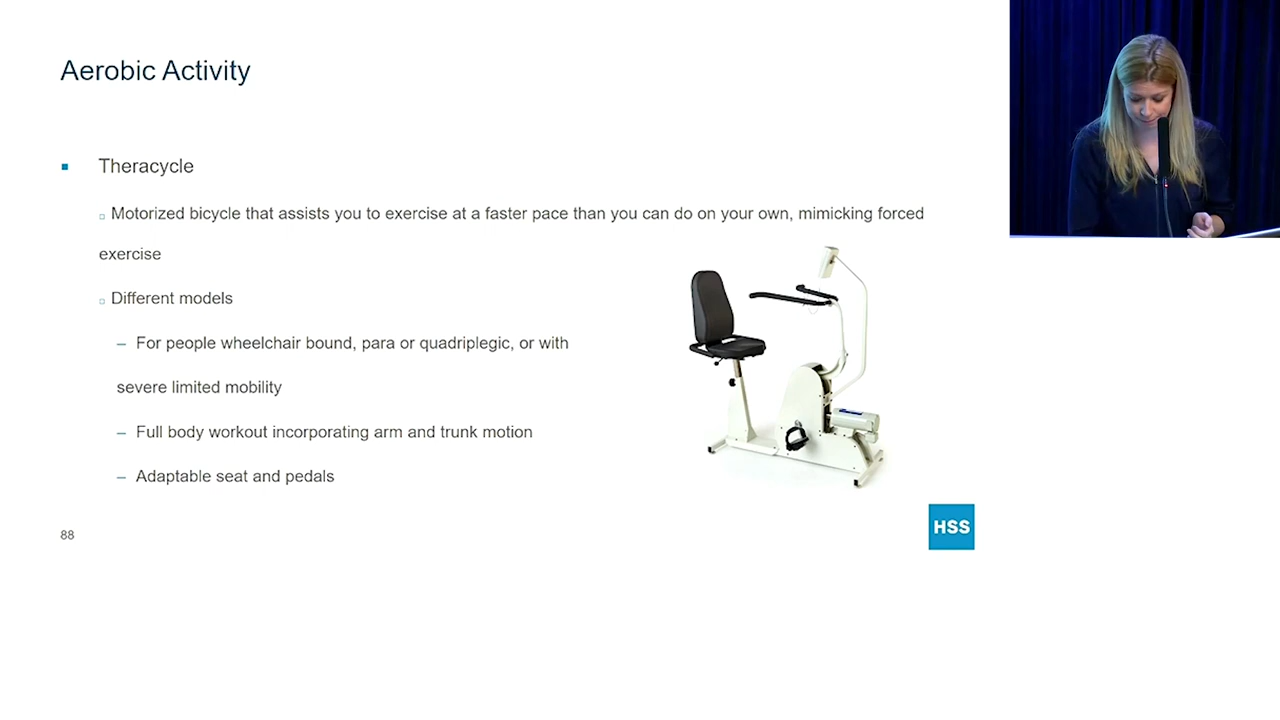 Aerobic Activity
Theracycle
Motorized bicycle that assists you to exercise at a faster pace than you can do on your own, mimicking forced
exercise
Different models
– For people wheelchair bound, para or quadriplegic, or with
severe limited mobility
– Full body workout incorporating arm and trunk motion
– Adaptable seat and pedals
88
HSS